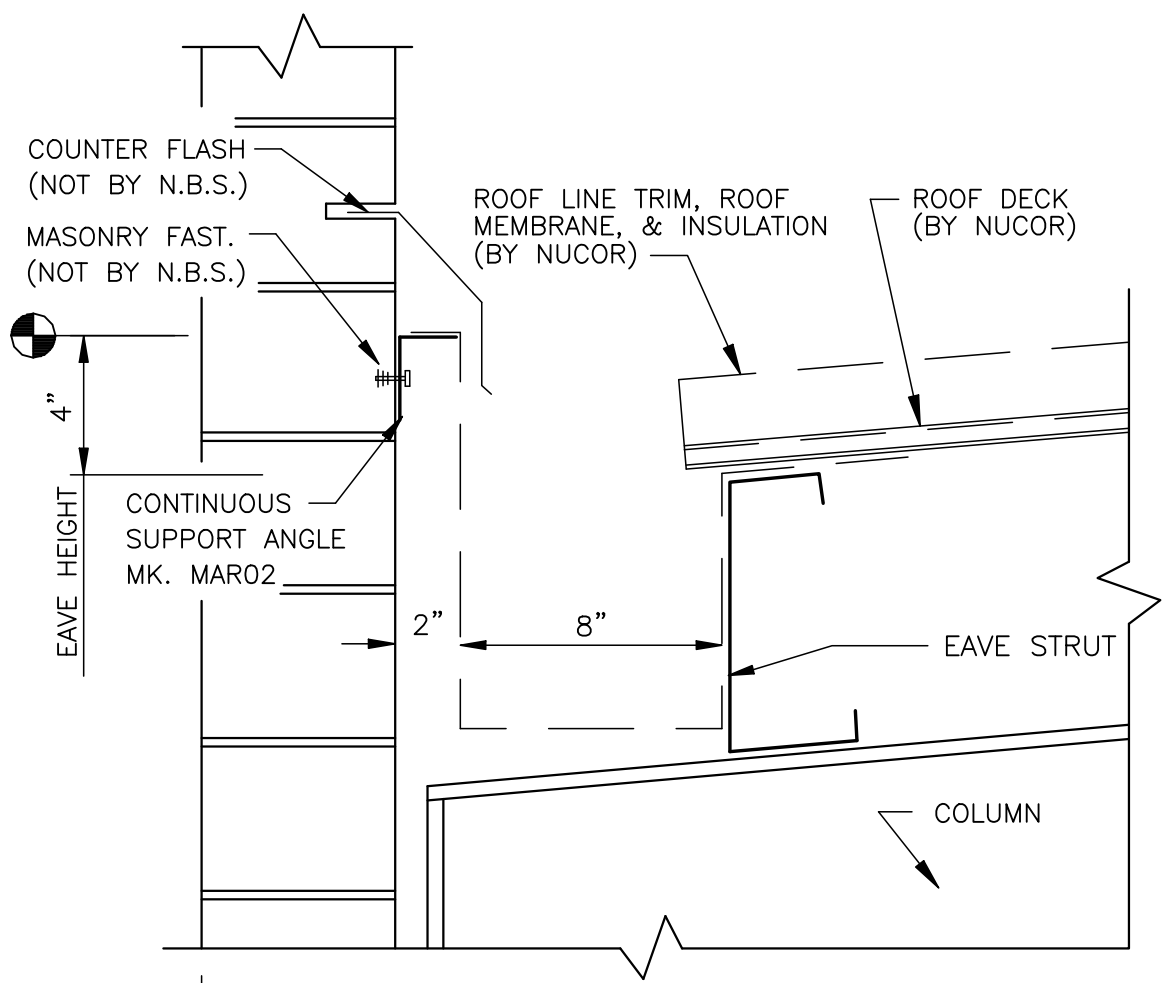 COUNTER FLASH
(NOT BY N.B.S.)
MASONRY FAST.
(NOT BY N.B.S.)
ROOF LINE TRIM, ROOF
MEMBRANE, & INSULATION
(BY NUCOR)
ROOF DECK
(BY NUCOR)
4"
EAVE HEIGHT
CONTINUOUS
SUPPORT ANGLE
MK. MAR02
2"
8"
EAVE STRUT
COLUMN